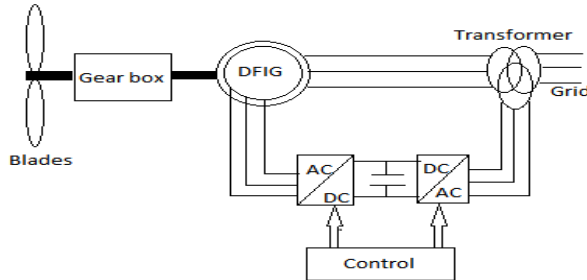 Transformer
DFIG
Gear box
Grid
Blades
AC
DC
DC
AC
Control